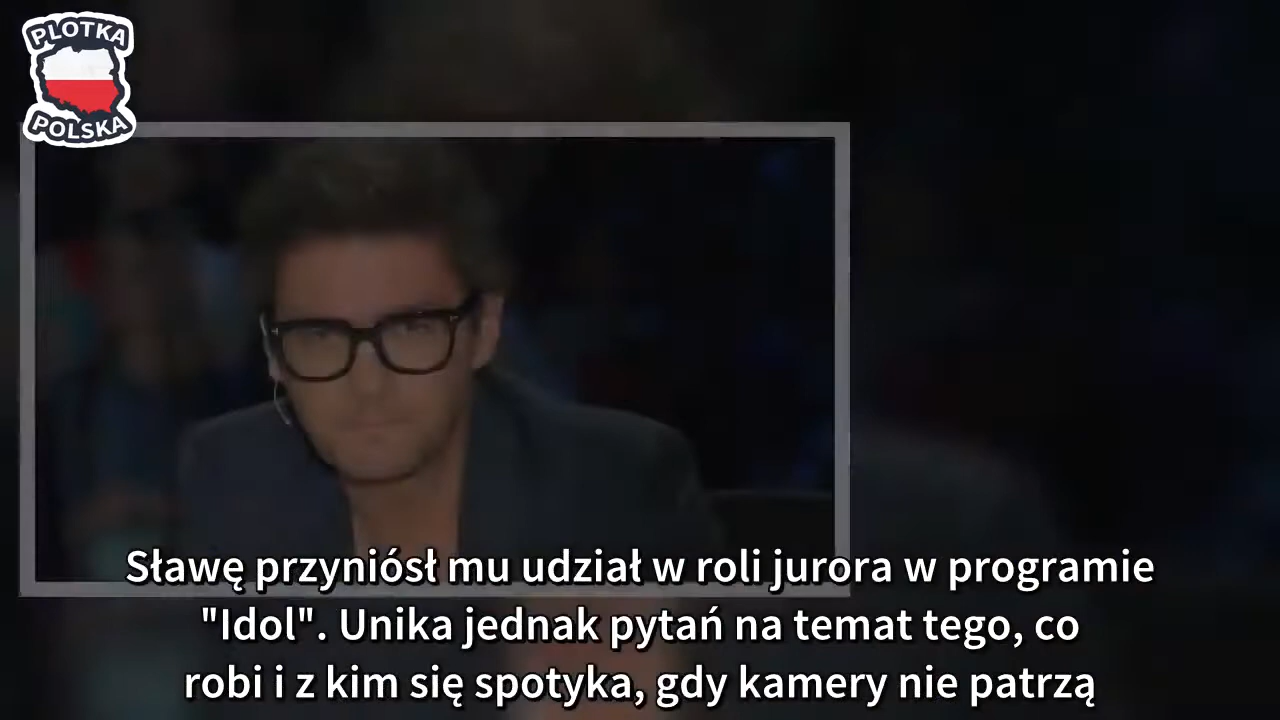 PLOTKA
POLSKA
Sławę przyniósł mu udział w roli jurora w programie
"Idol". Unika jednak pytań na temat tego, co
robi i z kim się spotyka, gdy kamery nie patrzą